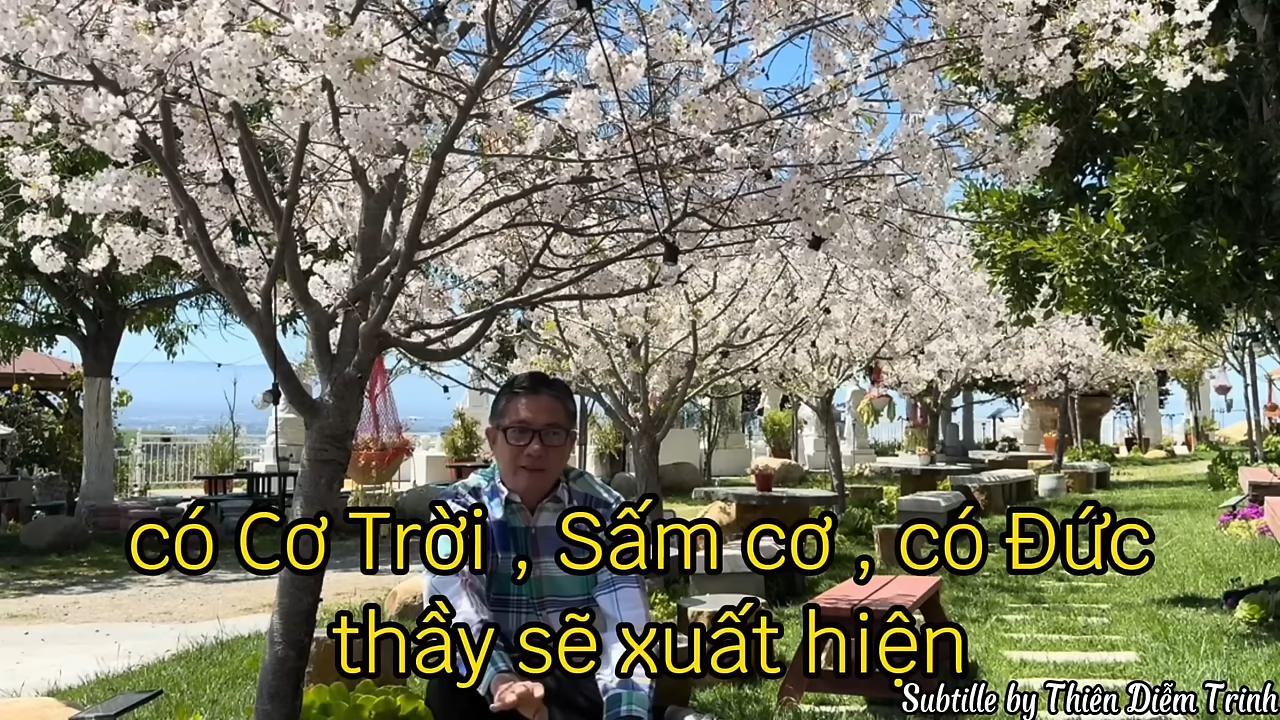 có Cơ Trời , Sấm cơ , có Đức
thầy sẽ xuất hiện
Subtille by Thiên Diễm Trinh